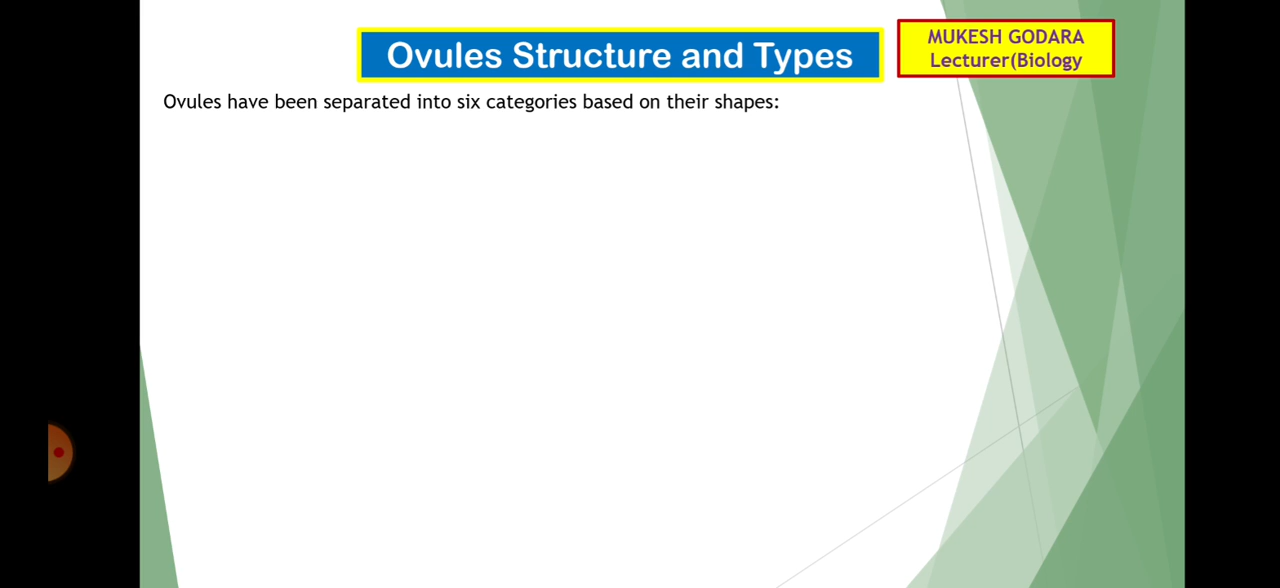 Ovules Structure and Types
MUKESH GODARA
Lecturer(Biology
Ovules have been separated into six categories based on their shapes: